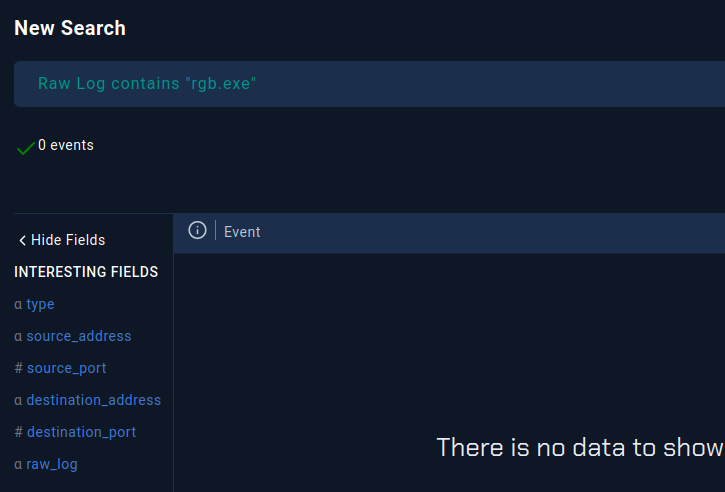 New Search
Raw Log contains "rgb.exe"
0 events
Hide Fields
Event
INTERESTING FIELDS
α type
α source_address
# source_port
α destination_address
# destination_port
α raw_log
There is no data to show